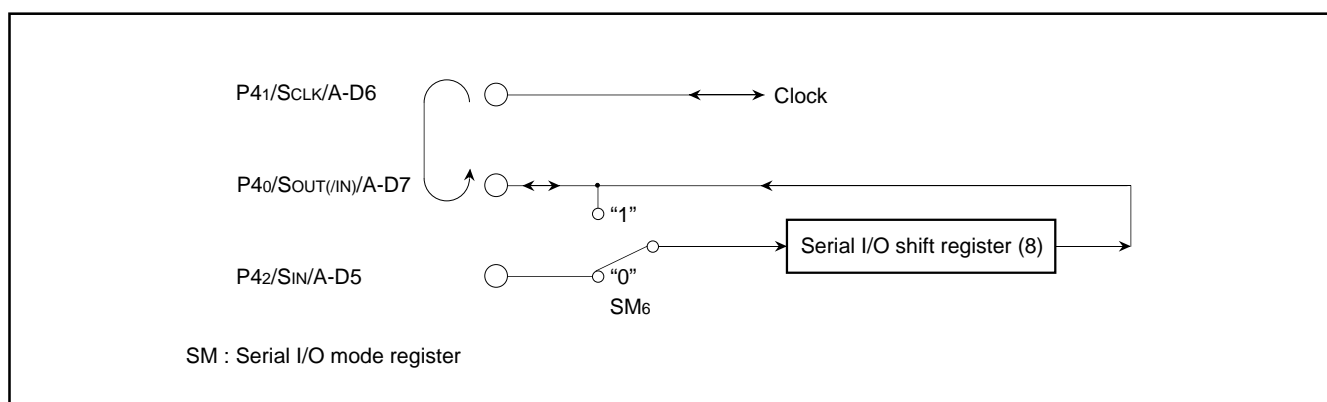 P41/SCLK/A-D6
Clock
P40/SOUT(/IN)/A-D7
“1”
Serial I/O shift register (8)
P42/SIN/A-D5
“0”
SM6
SM : Serial I/O mode register